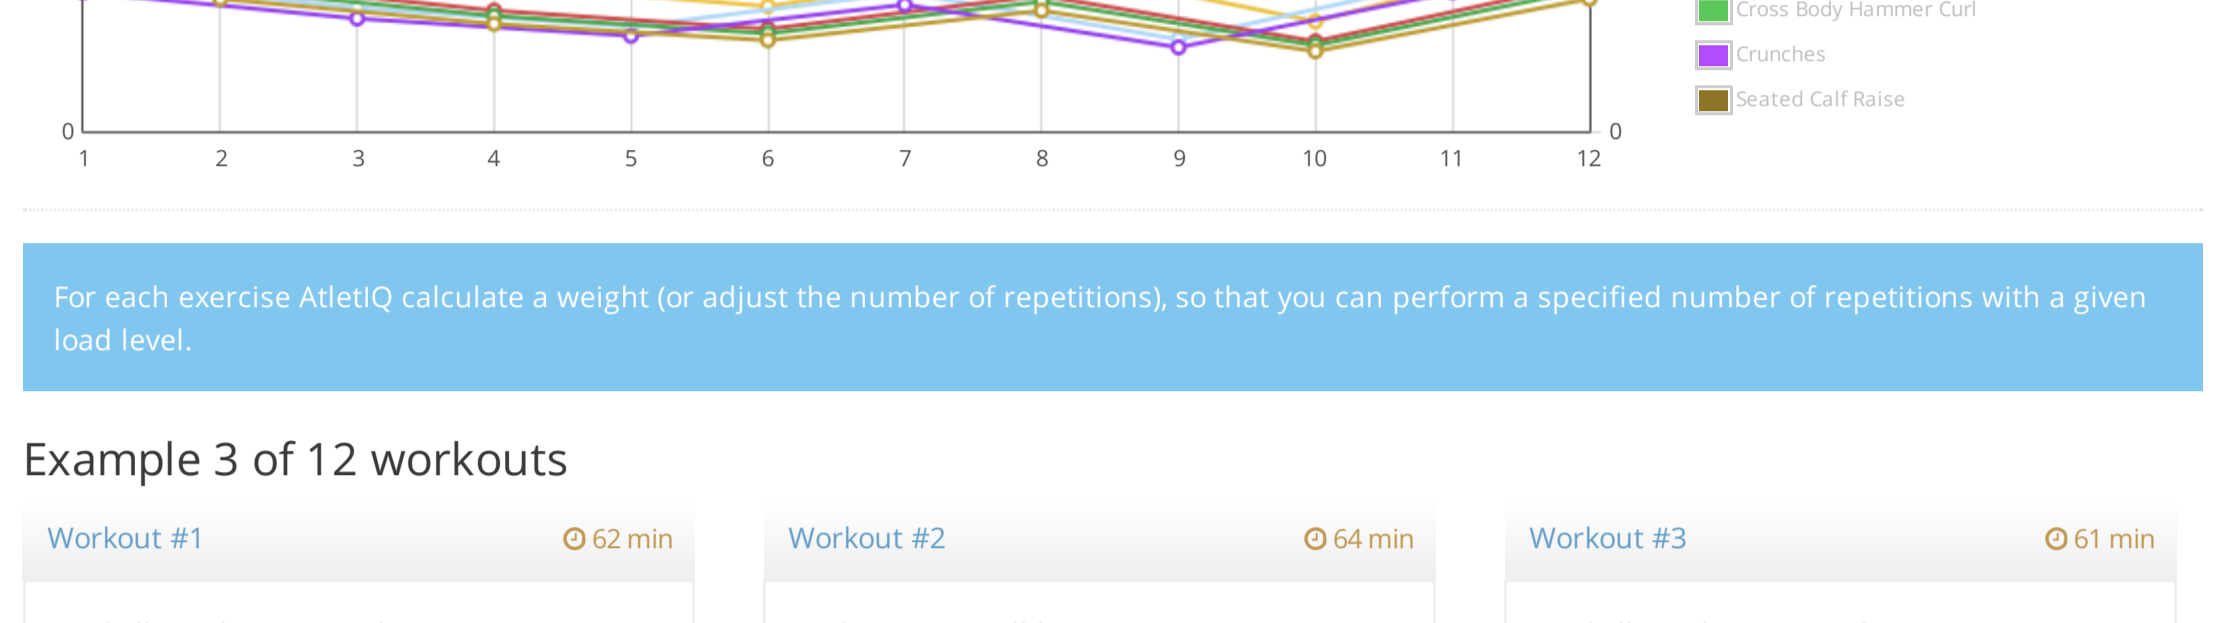 Cross Body Hammer Curl
Crunches
Seated Calf Raise
0 0
1 2 3 4 5 6 7 8 9 10 11 12
For each exercise AtletIQ calculate a weight (or adjust the number of repetitions), so that you can perform a specified number of repetitions with a given
load level.
Example 3 of 12 workouts
Workout #1 62 min Workout #2 64 min Workout #3 61 min